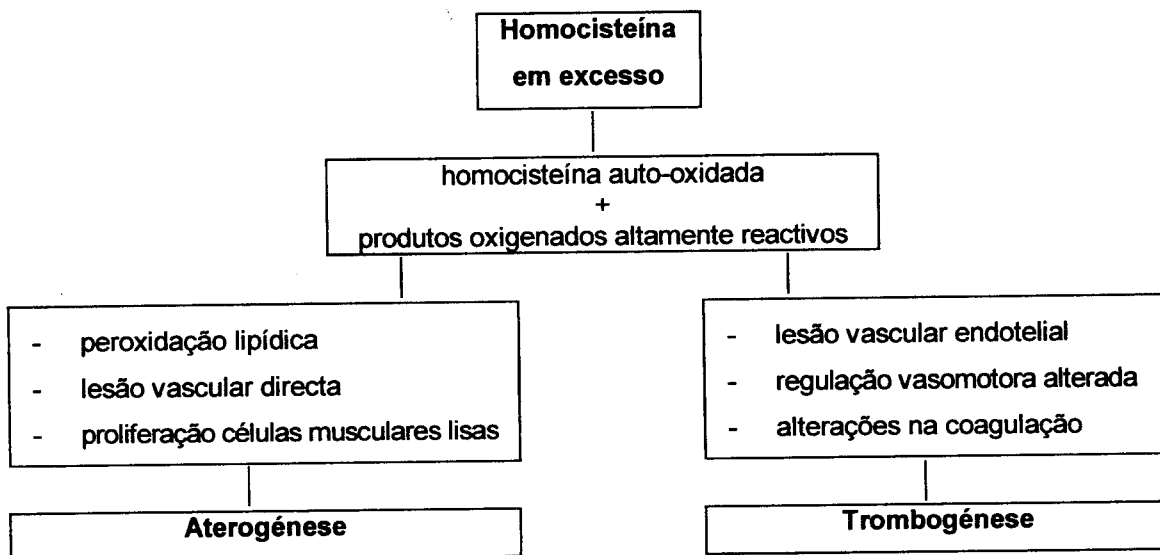 Homocisteína
em excesso
homocisteína auto-oxidada
+
produtos oxigenados altamente reactivos
- peroxidação lipídica
- lesão vascular directa
- proliferação células musculares lisas
Aterogénese
- lesão vascular endotelial
- regulação vasomotora alterada
- alterações na coagulação
Trombogénese